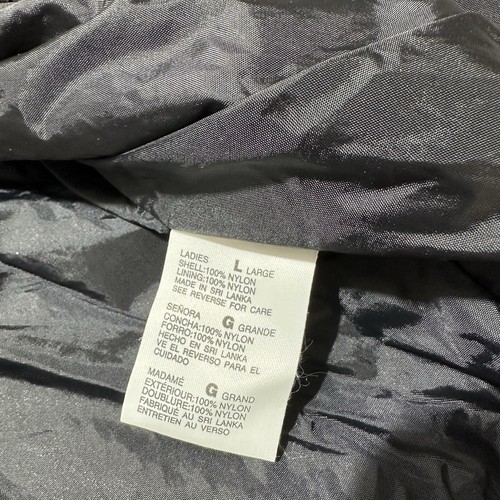 LADIES L LARGE
SHELL:100% NYLON
LINING:100% NYLON
MADE IN SRI LANKA
SEE REVERSE FOR CARE
SEÑORA G GRANDE
CONCHA:100% NYLON
FORRO:100% NYLON
HECHO EN SRI LANKA
VE EL REVERSO PARA EL
CUIDADO
MADAMÉ G GRAND
EXTÉRIOUR:100% NYLON
DOUBLURE:100% NYLON
FABRIQUÉ AU SRI LANKA
ENTRETIEN AU VERSO